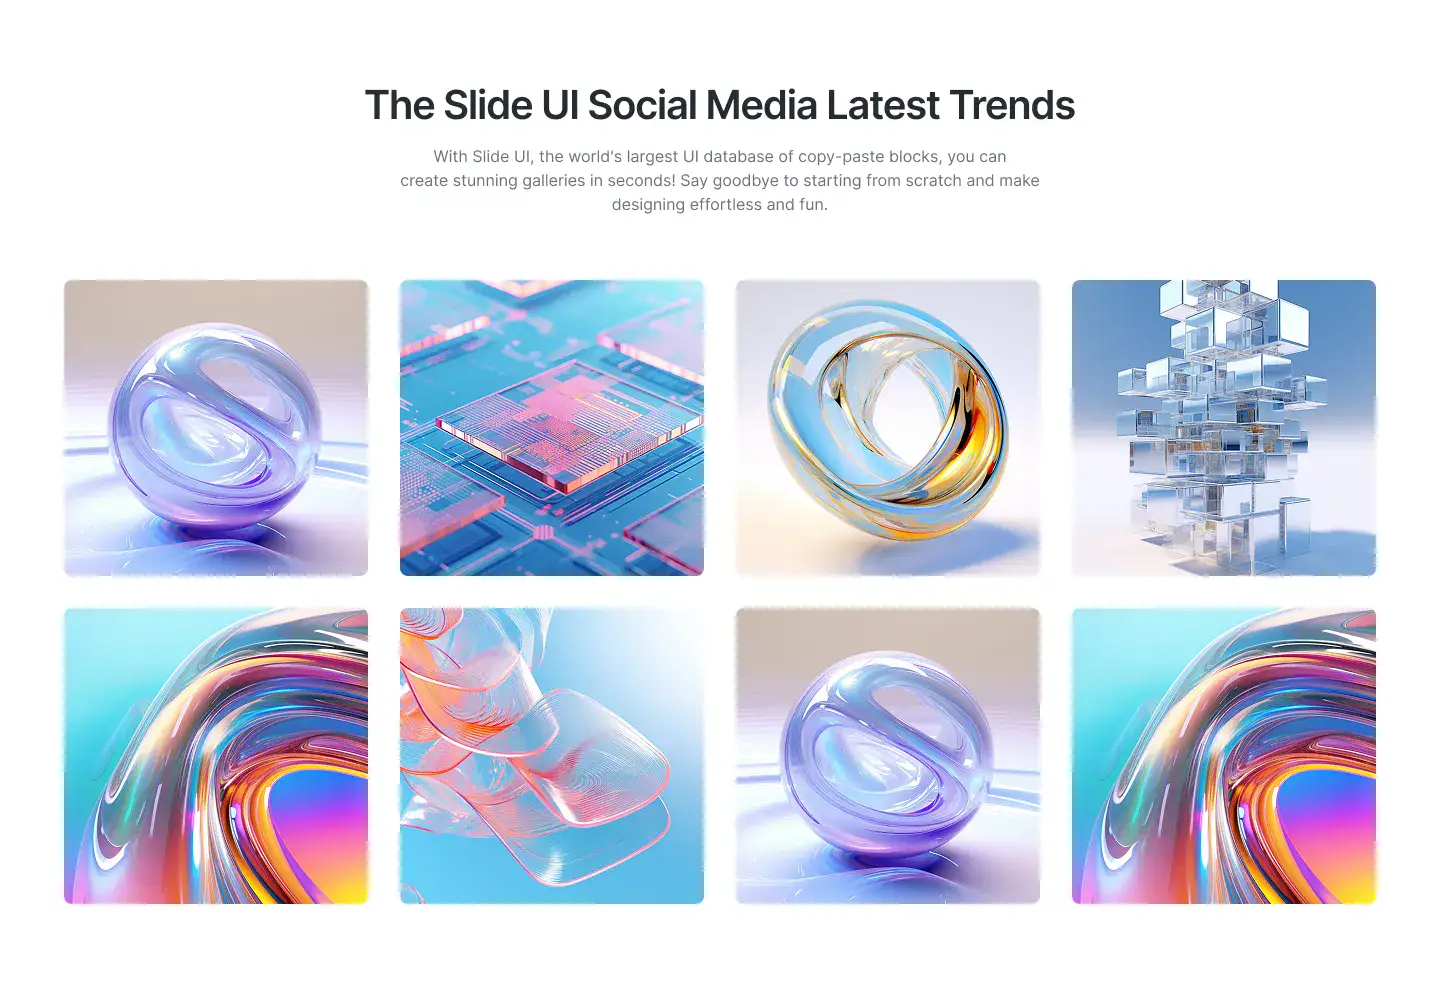 The Slide UI Social Media Latest Trends
With Slide UI, the world's largest UI database of copy-paste blocks, you can
create stunning galleries in seconds! Say goodbye to starting from scratch and make
designing effortless and fun.